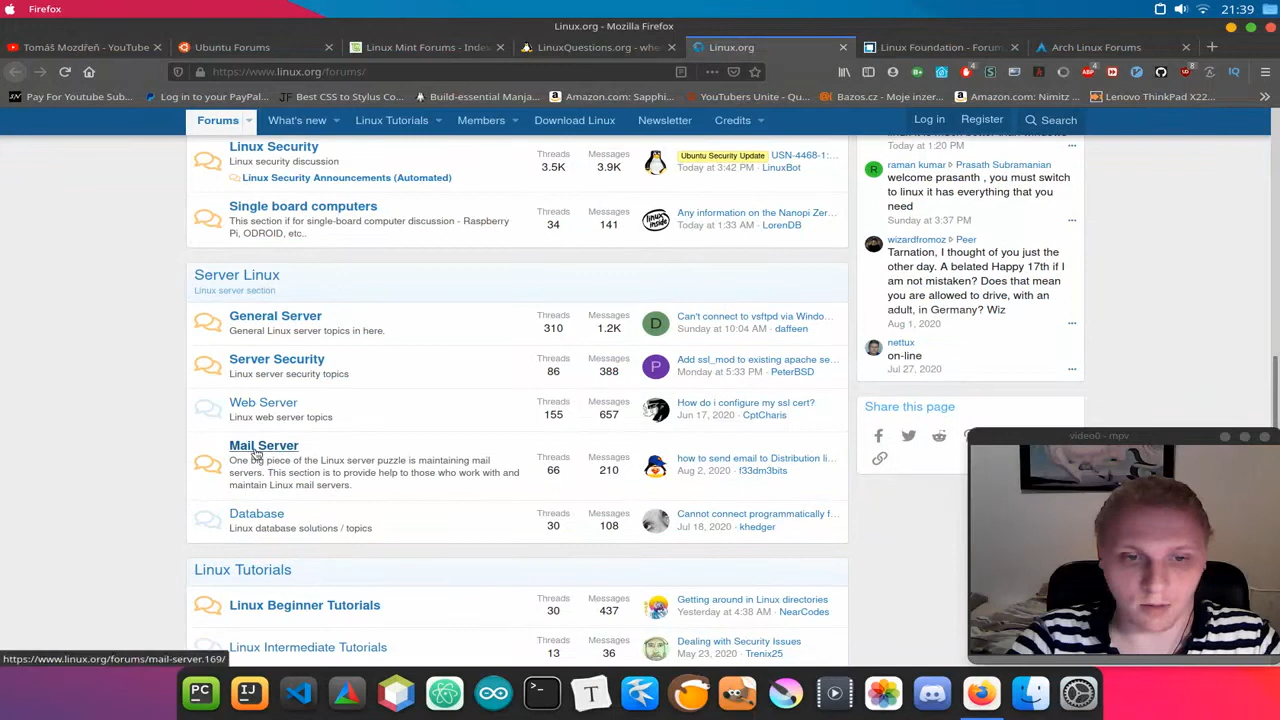 Firefox
21:39
Linux.org - Mozilla Firefox
Tomáš Mozdřeň - YouTube
Ubuntu Forums
Linux Mint Forums - Index
LinuxQuestions.org - whe
Linux.org
Linux Foundation - Forum
Arch Linux Forums
https://www.linux.org/forums/
Pay For Youtube Sub...
Log in to your PayPal...
JF Best CSS to Stylus Co...
Build-essential Manja...
Amazon.com: Sapphi...
YouTubers Unite - Qu...
Bazos.cz - Moje inzer...
Amazon.com: Nimitz ...
Lenovo ThinkPad X22...
Forums
What's new
Linux Tutorials
Members
Download Linux
Newsletter
Credits
Log in
Register
Search
Linux Security
Linux security discussion
Linux Security Announcements (Automated)
Threads
3.5K
Messages
3.9K
Ubuntu Security Update USN-4468-1:...
Today at 3:42 PM · LinuxBot
Single board computers
This section if for single-board computer discussion - Raspberry
Pi, ODROID, etc..
Threads
34
Messages
141
Any information on the Nanopi Zer...
Today at 1:33 AM · LorenDB
Server Linux
Linux server section
General Server
General Linux server topics in here.
Threads
310
Messages
1.2K
D
Can't connect to vsftpd via Windo...
Sunday at 10:04 AM · daffeen
Server Security
Linux server security topics
Threads
86
Messages
388
P
Add ssl_mod to existing apache se...
Monday at 5:33 PM · PeterBSD
Web Server
Linux web server topics
Threads
155
Messages
657
How do i configure my ssl cert?
Jun 17, 2020 · CptCharis
Mail Server
One big piece of the Linux server puzzle is maintaining mail
servers. This section is to provide help to those who work with and
maintain Linux mail servers.
Threads
66
Messages
210
how to send email to Distribution li...
Aug 2, 2020 · f33dm3bits
Database
Linux database solutions / topics
Threads
30
Messages
108
Cannot connect programmatically f...
Jul 18, 2020 · khedger
Linux Tutorials
Linux Beginner Tutorials
Threads
30
Messages
437
Getting around in Linux directories
Yesterday at 4:38 AM · NearCodes
Linux Intermediate Tutorials
Threads
13
Messages
36
Dealing with Security Issues
May 23, 2020 · Trenix25
Today at 1:20 PM
R
raman kumar ▹ Prasath Subramanian
welcome prasanth , you must switch
to linux it has everything that you
need
Sunday at 3:37 PM
wizardfromoz ▹ Peer
Tarnation, I thought of you just the
other day. A belated Happy 17th if I
am not mistaken? Does that mean
you are allowed to drive, with an
adult, in Germany? Wiz
Aug 1, 2020
nettux
on-line
Jul 27, 2020
Share this page
video0 - mpv
https://www.linux.org/forums/mail-server.169/